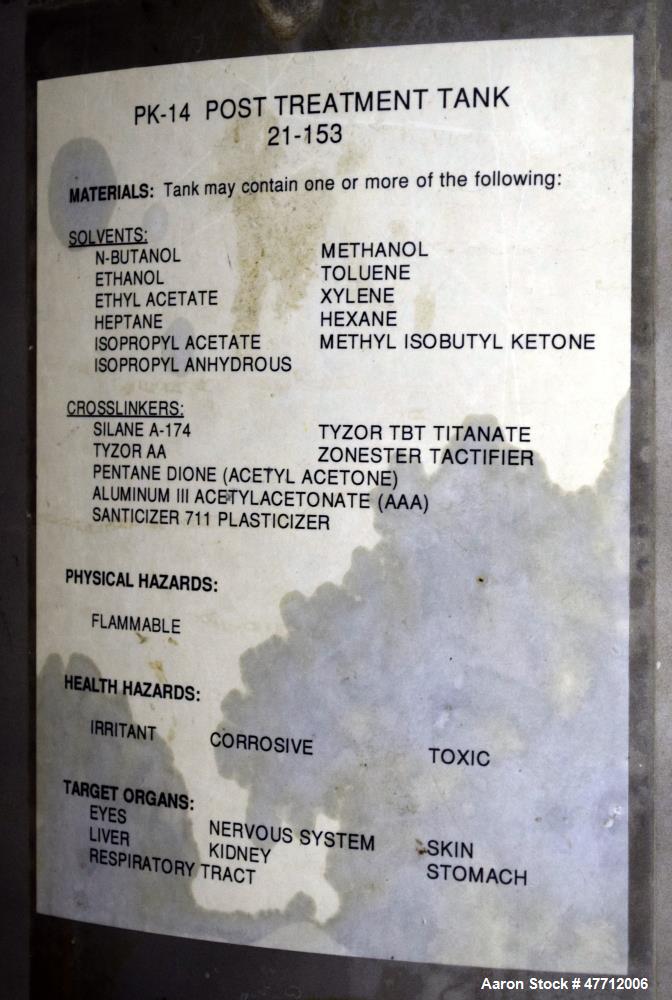 PK-14 POST TREATMENT TANK
21-153
MATERIALS: Tank may contain one or more of the following:
SOLVENTS:
N-BUTANOL METHANOL
ETHANOL TOLUENE
ETHYL ACETATE XYLENE
HEPTANE HEXANE
ISOPROPYL ACETATE METHYL ISOBUTYL KETONE
ISOPROPYL ANHYDROUS
CROSSLINKERS:
SILANE A-174 TYZOR TBT TITANATE
TYZOR AA ZONESTER TACTIFIER
PENTANE DIONE (ACETYL ACETONE)
ALUMINUM III ACETYLACETONATE (AAA)
SANTICIZER 711 PLASTICIZER
PHYSICAL HAZARDS:
FLAMMABLE
HEALTH HAZARDS:
IRRITANT CORROSIVE TOXIC
TARGET ORGANS:
EYES NERVOUS SYSTEM SKIN
LIVER KIDNEY STOMACH
RESPIRATORY TRACT
Aaron Stock # 47712006